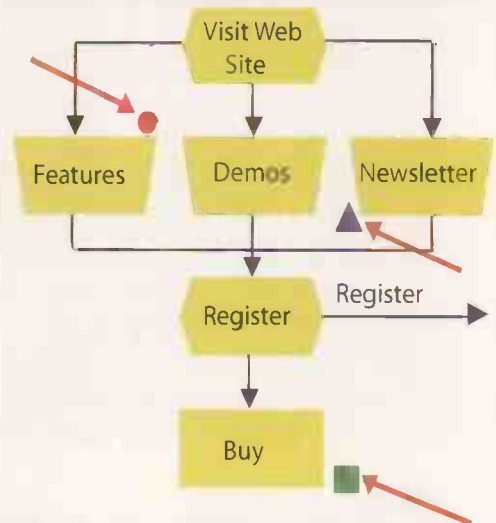 Visit Web
Site
Features
Demos
Newsletter
Register
Register
Buy